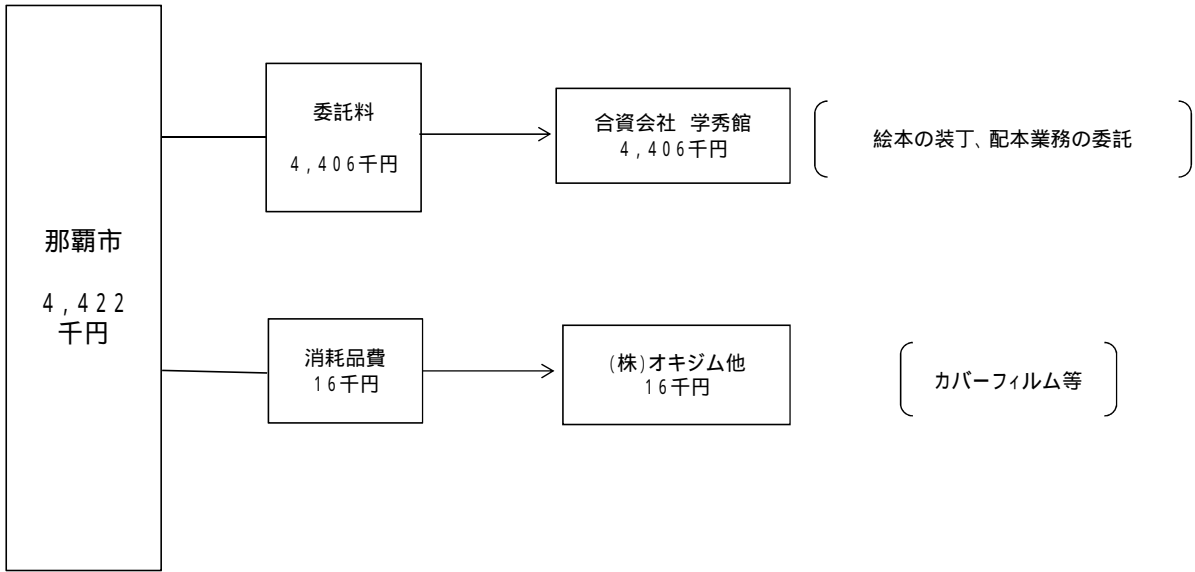 那覇市
4,422
千円
委託料
4,406千円
合資会社 学秀館
4,406千円
絵本の装丁、配本業務の委託
消耗品費
16千円
(株)オキジム他
16千円
カバーフィルム等